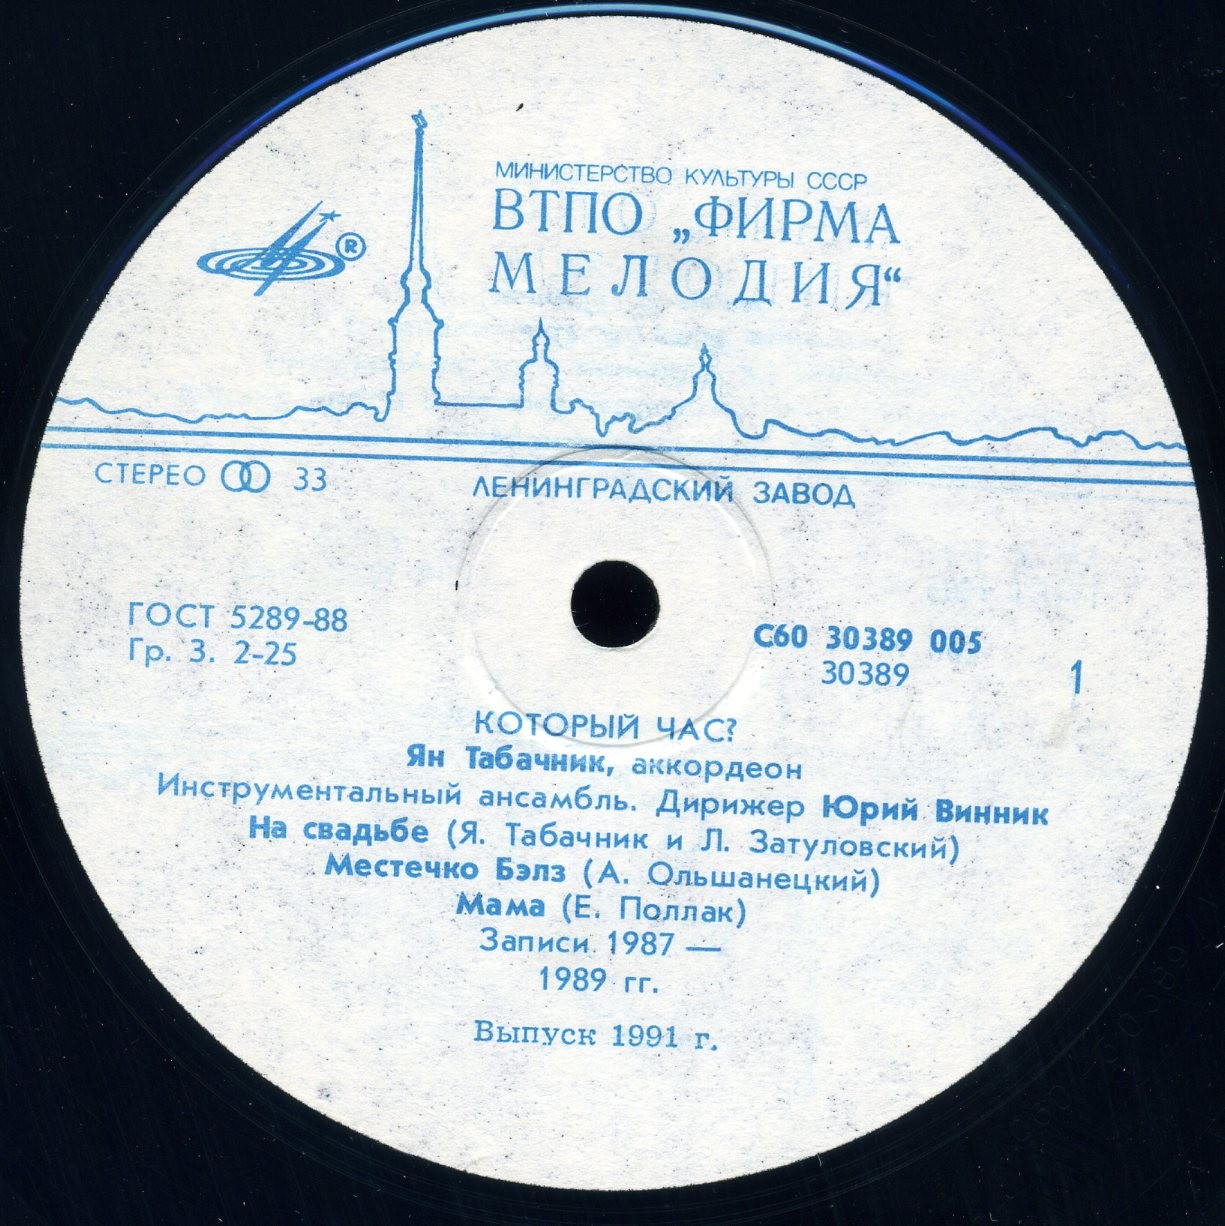 МИНИСТЕРСТВО КУЛЬТУРЫ СССР
ВТПО „ФИРМА
МЕЛОДИЯ“
®
СТЕРЕО 33
ЛЕНИНГРАДСКИЙ ЗАВОД
ГОСТ 5289-88
Гр. 3. 2-25
С60 30389 005
30389
1
КОТОРЫЙ ЧАС?
Ян Табачник, аккордеон
Инструментальный ансамбль. Дирижер Юрий Винник
На свадьбе (Я. Табачник и Л. Затуловский)
Местечко Бэлз (А. Ольшанецкий)
Мама (Е. Поллак)
Записи 1987 —
1989 гг.
Выпуск 1991 г.